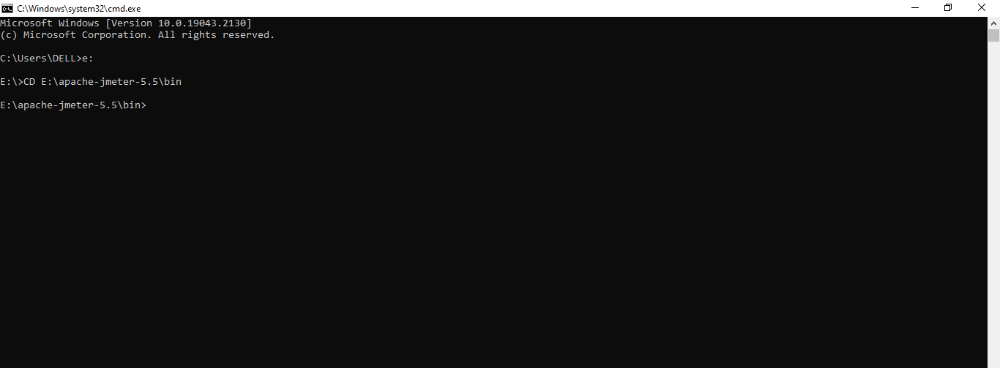 C:\Windows\system32\cmd.exe
Microsoft Windows [Version 10.0.19043.2130]
(c) Microsoft Corporation. All rights reserved.
C:\Users\DELL>e:
E:\>CD E:\apache-jmeter-5.5\bin
E:\apache-jmeter-5.5\bin>